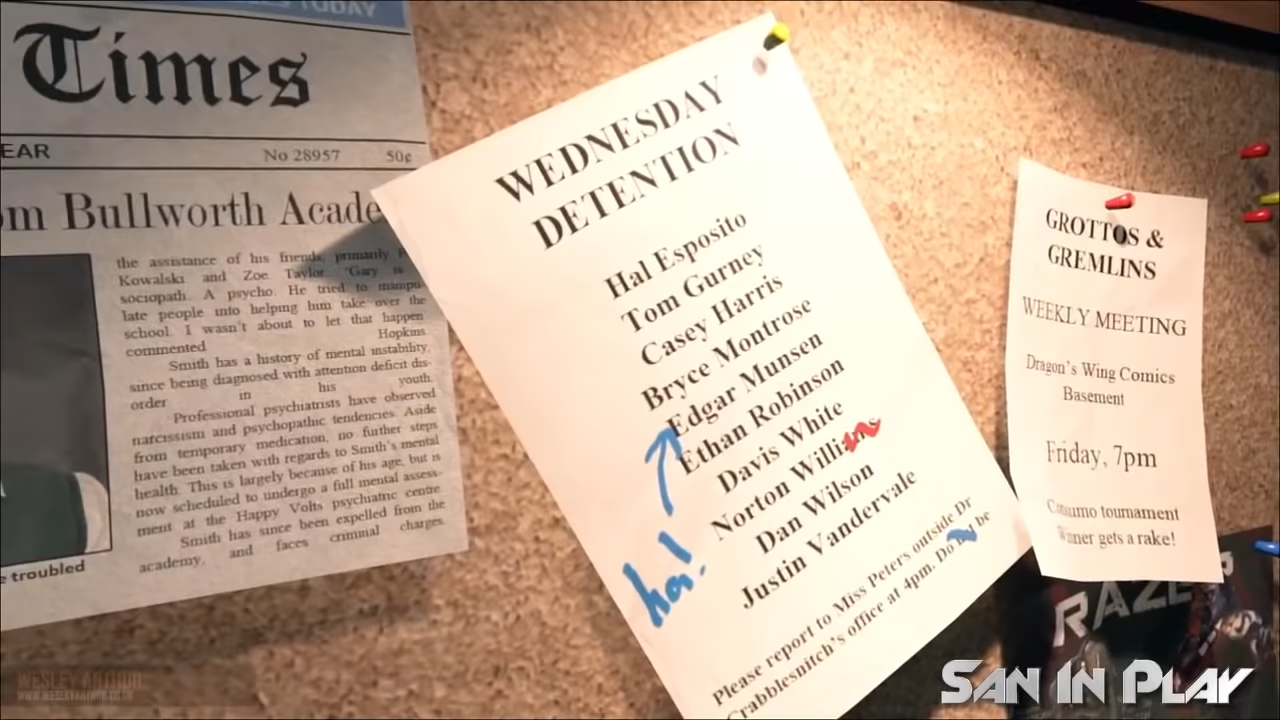 TODAY
Times
EAR
No 28957 50¢
om Bullworth Acade
the assistance of his friends, primarily P
Kowalski and Zoe Taylor. 'Gary is
sociopath. A psycho. He tried to manipu
late people into helping him take over the
school. I wasn't about to let that happen
commented Hopkins.
Smith has a history of mental instability,
since being diagnosed with attention deficit dis-
order in his youth.
Professional psychiatrists have observed
narcissism and psychopathic tendencies. Aside
from temporary medication, no further steps
have been taken with regards to Smith's mental
health. This is largely because of his age, but is
now scheduled to undergo a full mental assess-
ment at the Happy Volts psychiatric centre
Smith has since been expelled from the
academy, and faces criminal charges.
e troubled
WEDNESDAY
DETENTION
Hal Esposito
Tom Gurney
Casey Harris
Bryce Montrose
Edgar Munsen
Ethan Robinson
Davis White
Norton Williams
Dan Wilson
Justin Vandervale
ha!
Please report to Miss Peters outside Dr
Crabblesnitch's office at 4pm. Do not be
GROTTOS &
GREMLINS
WEEKLY MEETING
Dragon's Wing Comics
Basement
Friday, 7pm
Consumo tournament
Winner gets a rake!
RAZE
WESLEY ARTHUR
WWW.WESLEYARTHUR.CO.UK
SAN IN PLAY